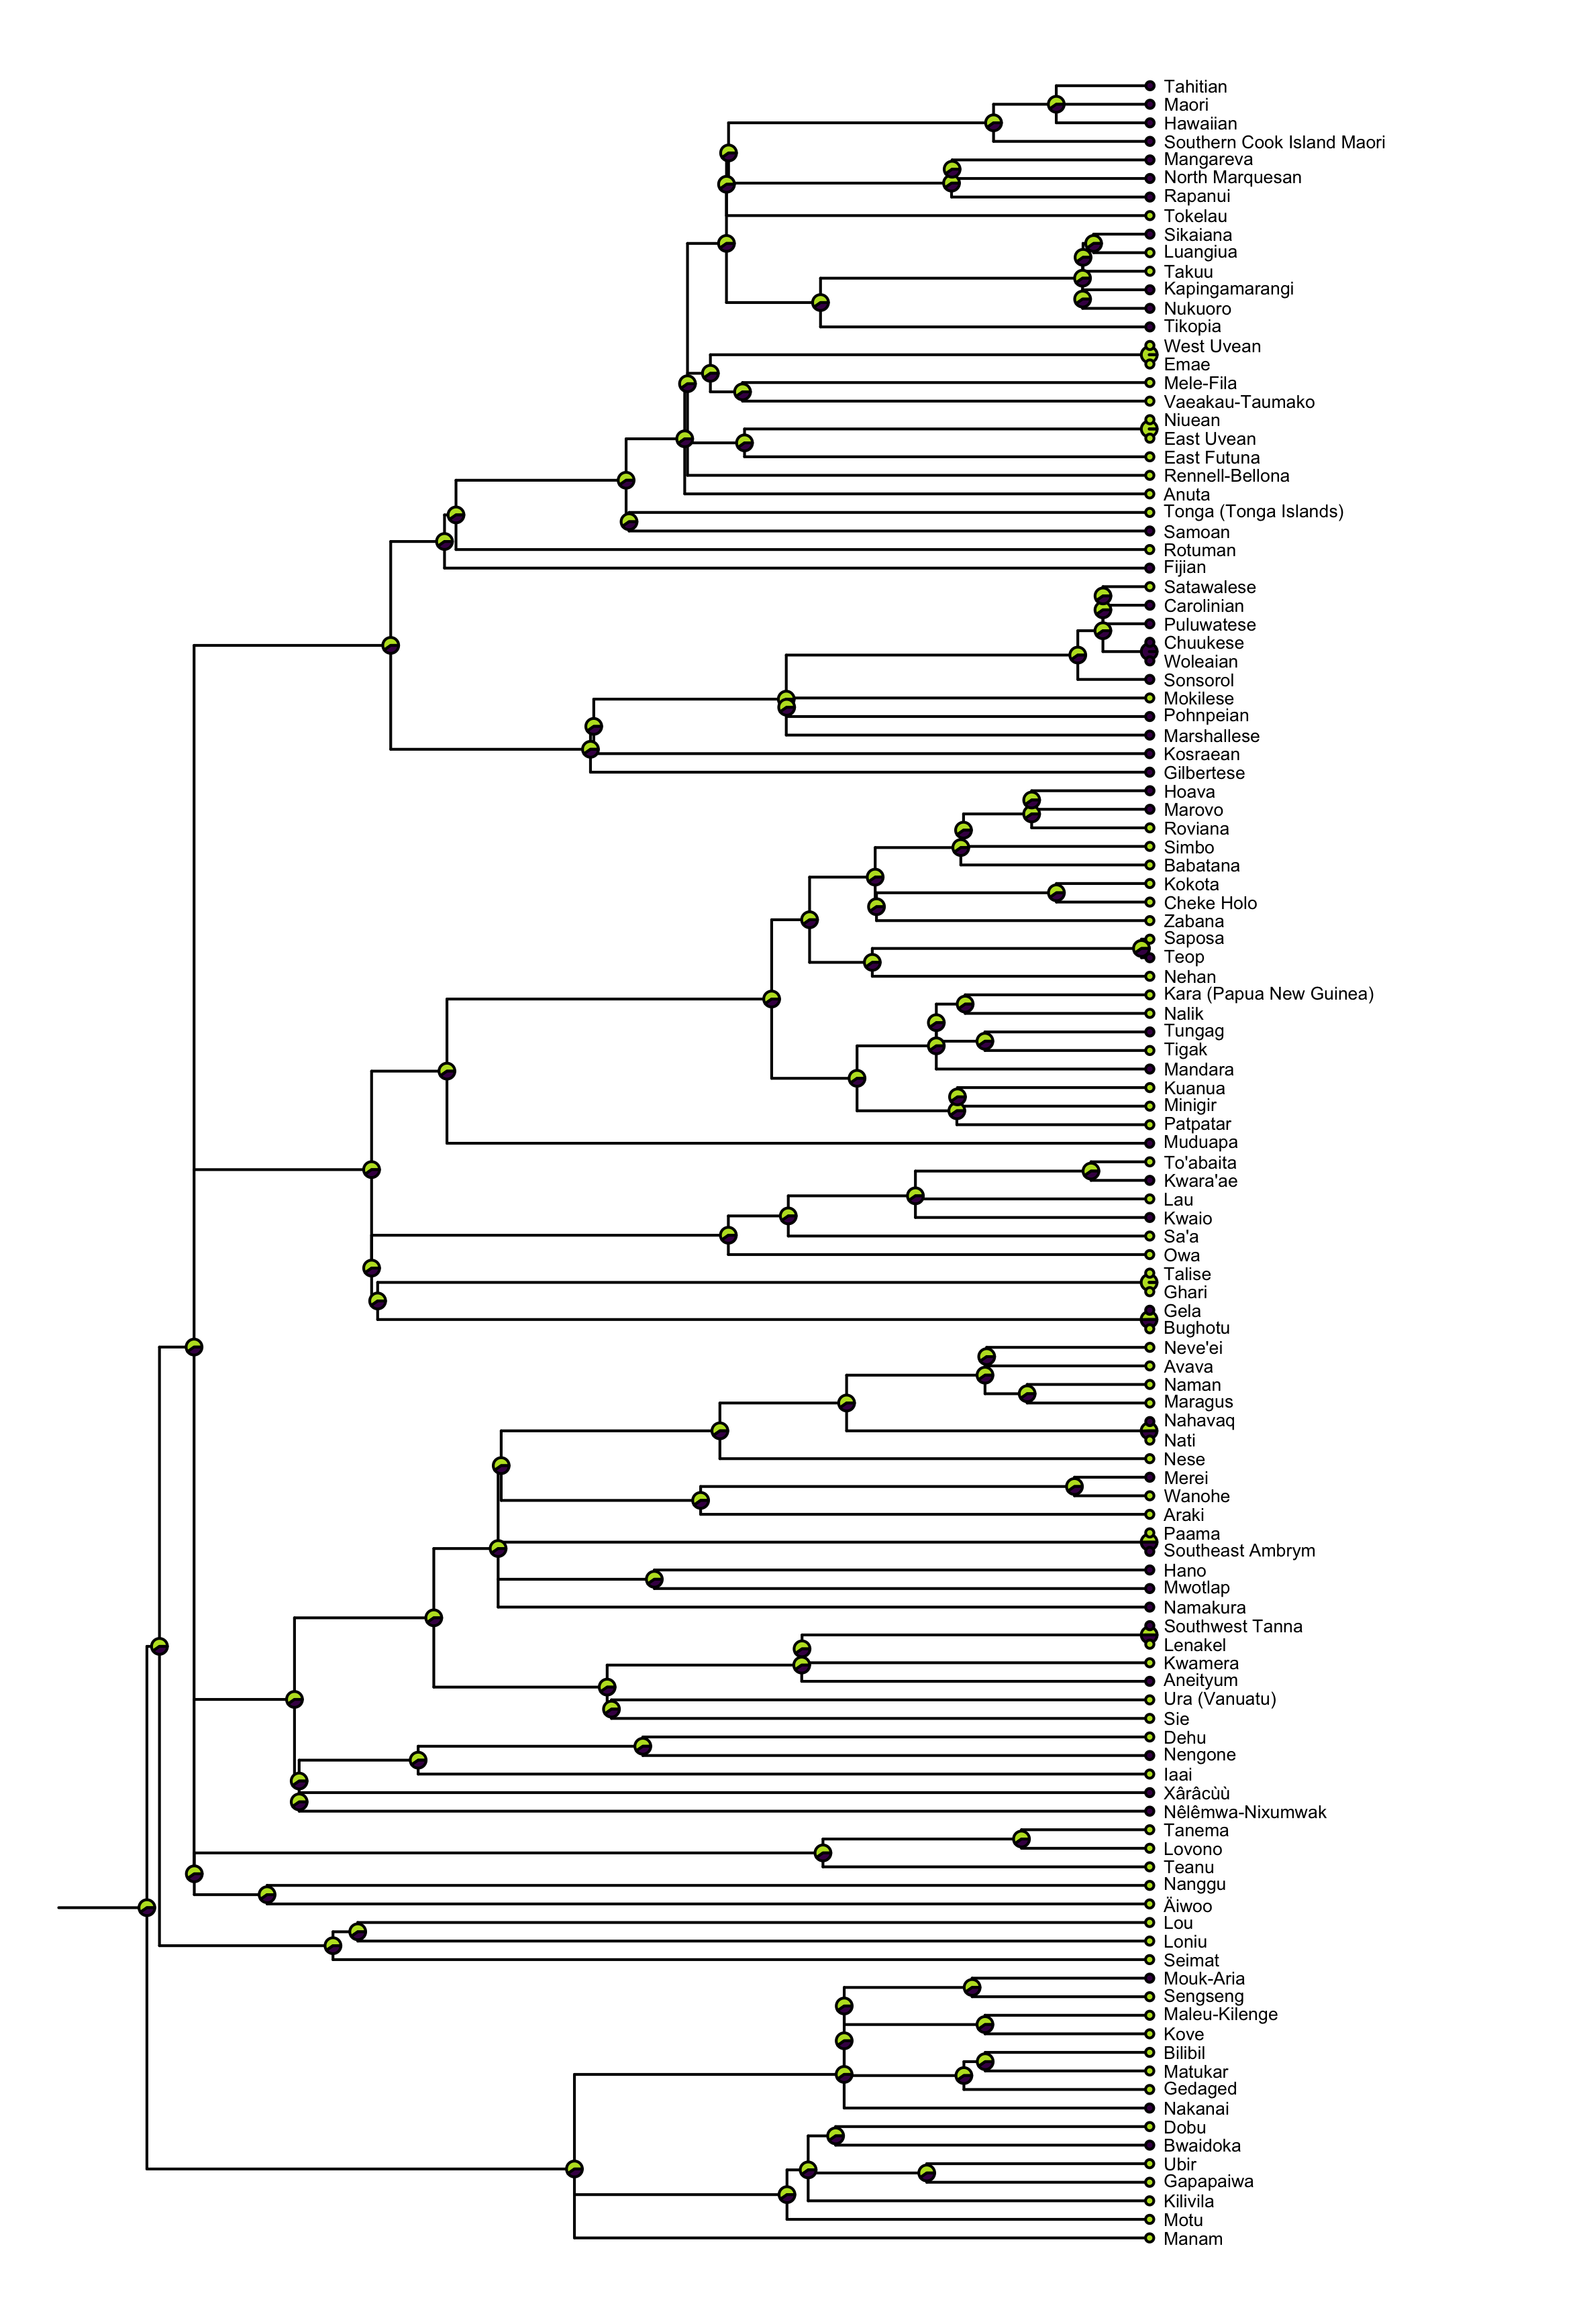 Tahitian
Maori
Hawaiian
Southern Cook Island Maori
Mangareva
North Marquesan
Rapanui
Tokelau
Sikaiana
Luangiua
Takuu
Kapingamarangi
Nukuoro
Tikopia
West Uvean
Emae
Mele-Fila
Vaeakau-Taumako
Niuean
East Uvean
East Futuna
Rennell-Bellona
Anuta
Tonga (Tonga Islands)
Samoan
Rotuman
Fijian
Satawalese
Carolinian
Puluwatese
Chuukese
Woleaian
Sonsorol
Mokilese
Pohnpeian
Marshallese
Kosraean
Gilbertese
Hoava
Marovo
Roviana
Simbo
Babatana
Kokota
Cheke Holo
Zabana
Saposa
Teop
Nehan
Kara (Papua New Guinea)
Nalik
Tungag
Tigak
Mandara
Kuanua
Minigir
Patpatar
Muduapa
To'abaita
Kwara'ae
Lau
Kwaio
Sa'a
Owa
Talise
Ghari
Gela
Bughotu
Neve'ei
Avava
Naman
Maragus
Nahavaq
Nati
Nese
Merei
Wanohe
Araki
Paama
Southeast Ambrym
Hano
Mwotlap
Namakura
Southwest Tanna
Lenakel
Kwamera
Aneityum
Ura (Vanuatu)
Sie
Dehu
Nengone
Iaai
Xârâcùù
Nêlêmwa-Nixumwak
Tanema
Lovono
Teanu
Nanggu
Äiwoo
Lou
Loniu
Seimat
Mouk-Aria
Sengseng
Maleu-Kilenge
Kove
Bilibil
Matukar
Gedaged
Nakanai
Dobu
Bwaidoka
Ubir
Gapapaiwa
Kilivila
Motu
Manam